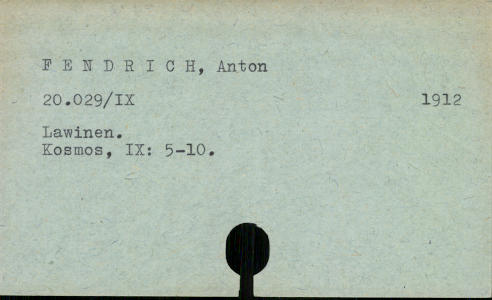 F E N D R I C H, Anton
20.029/IX 1912
Lawinen.
Kosmos, IX: 5-10.